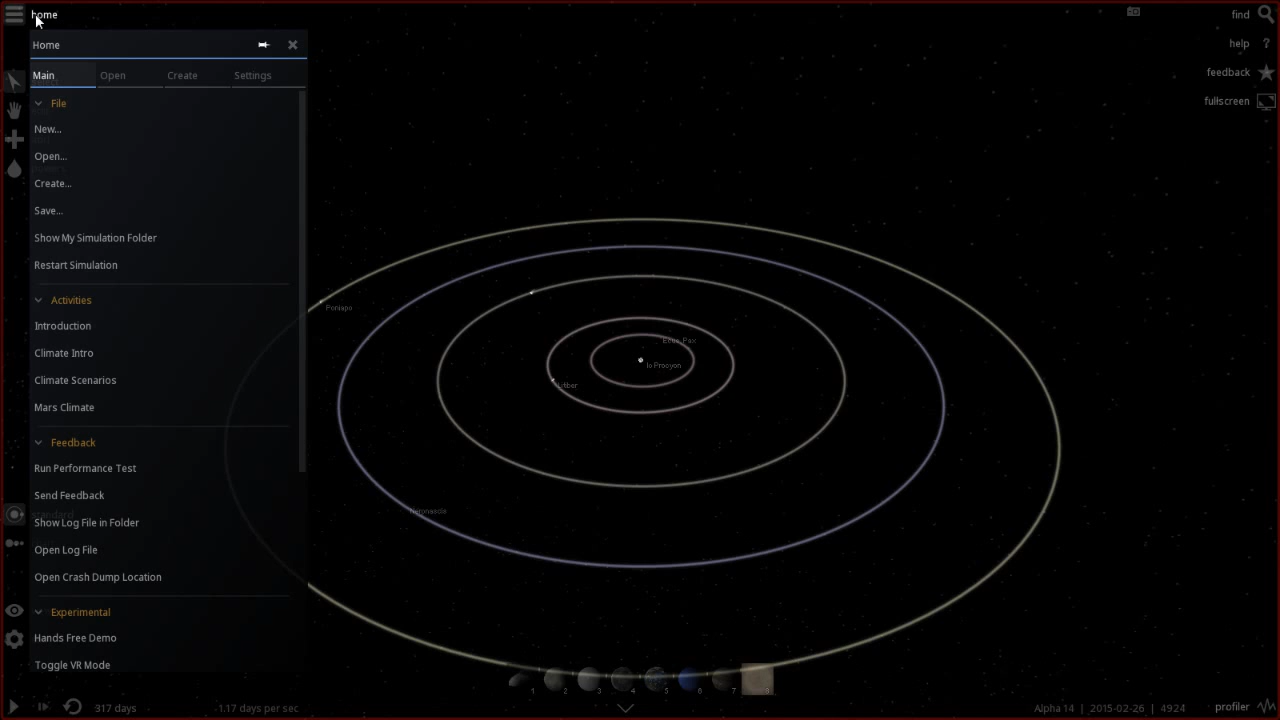 home
find
Home
help
Main Open Create Settings
feedback
File
fullscreen
New...
Open...
Create...
Save...
Show My Simulation Folder
Restart Simulation
Activities
Introduction
Climate Intro
Climate Scenarios
Mars Climate
Feedback
Run Performance Test
Send Feedback
Show Log File in Folder
Open Log File
Open Crash Dump Location
Experimental
Hands Free Demo
Toggle VR Mode
Poniapo
Io Procyon
standard
1 2 3 4 5 6 7 8
317 days
1.17 days per sec
Alpha 14 | 2015-02-26 | 4924
profiler